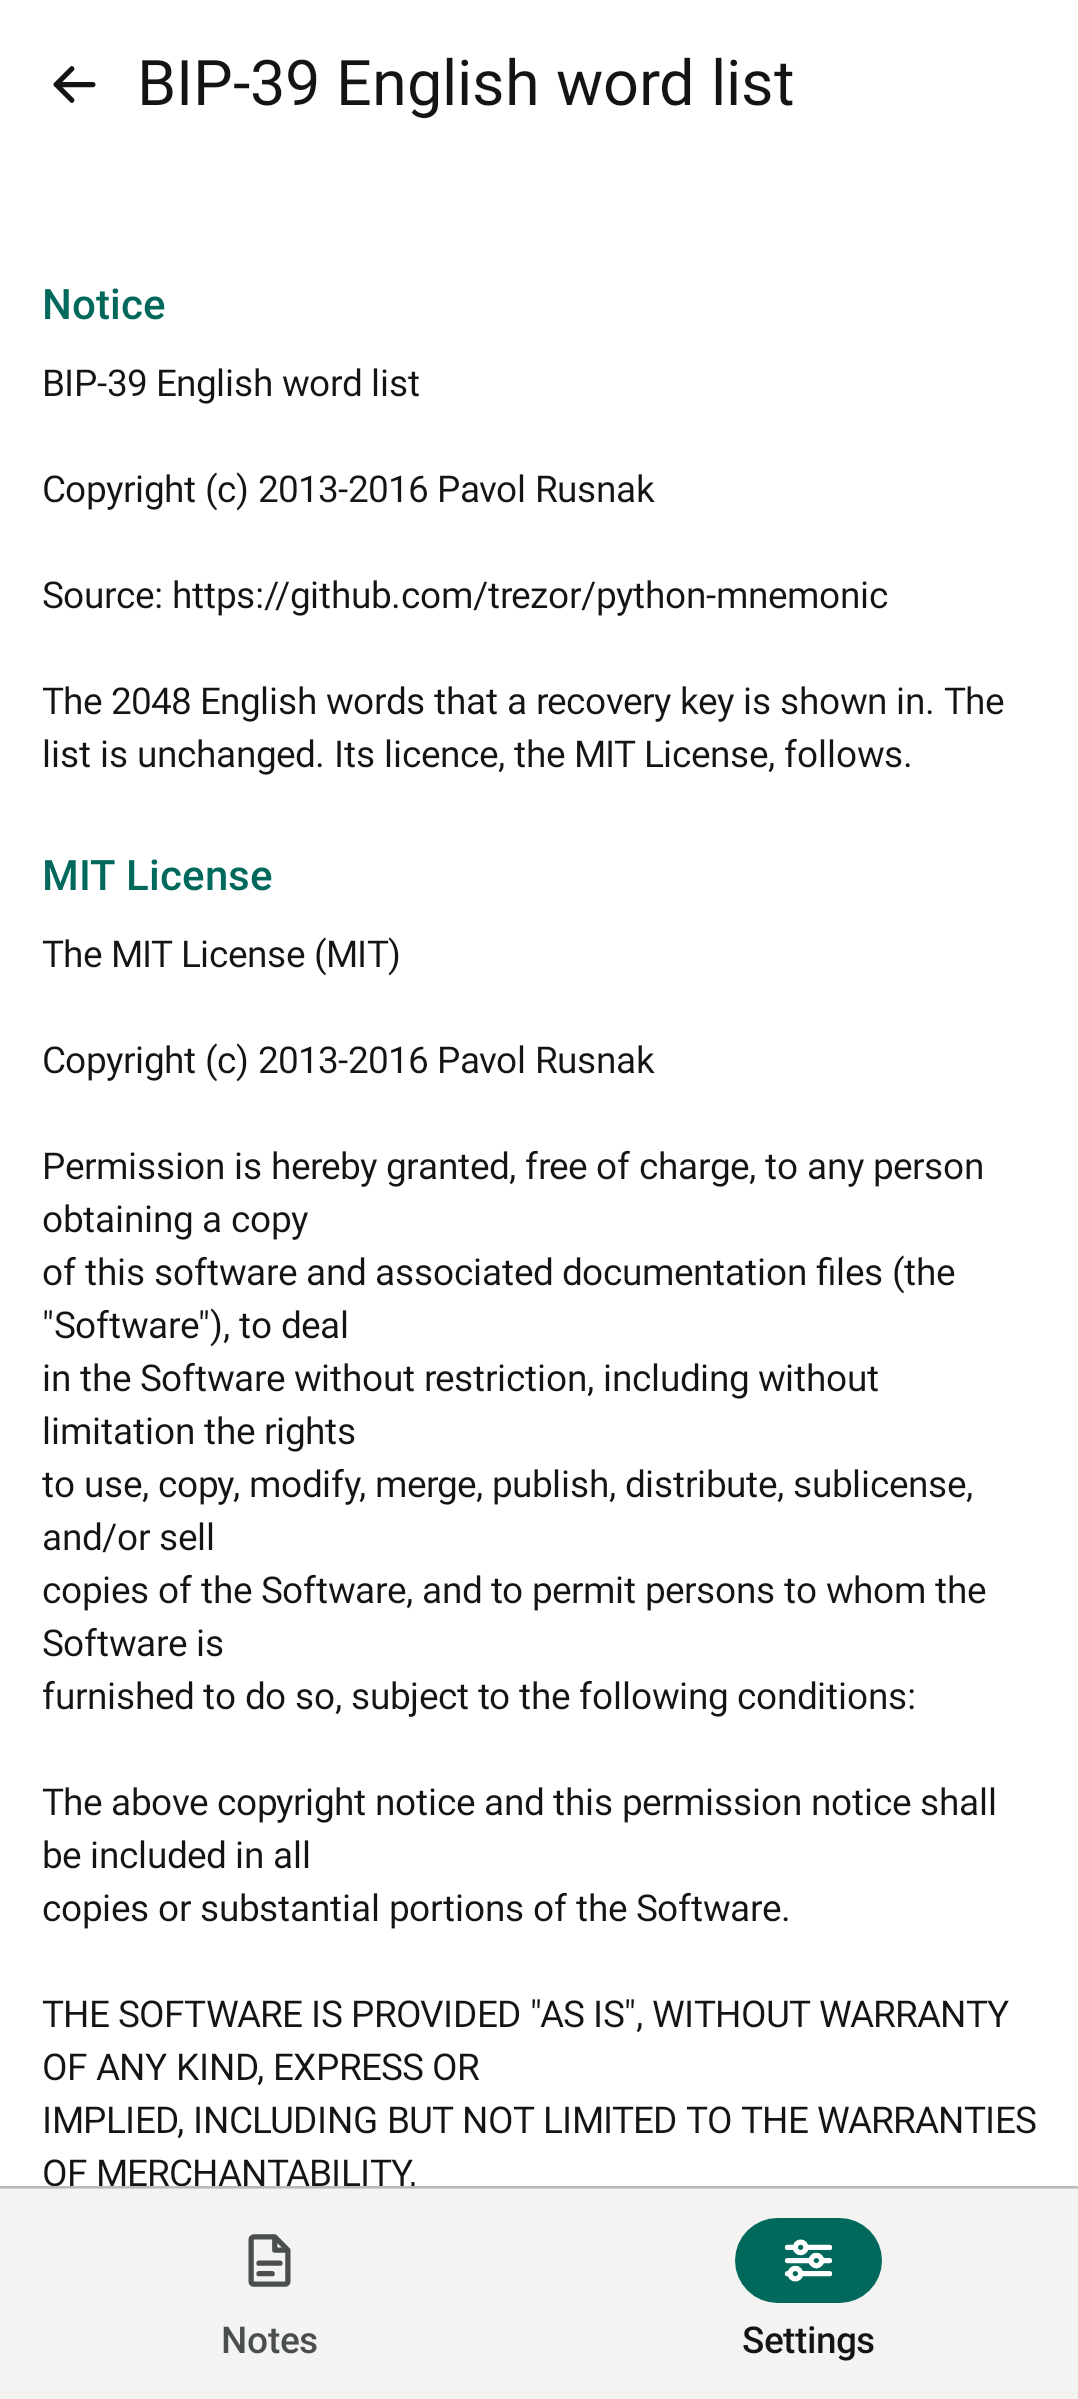 BIP-39 English word list
Notice
BIP-39 English word list
Copyright (c) 2013-2016 Pavol Rusnak
Source: https://github.com/trezor/python-mnemonic
The 2048 English words that a recovery key is shown in. The
list is unchanged. Its licence, the MIT License, follows.
MIT License
The MIT License (MIT)
Copyright (c) 2013-2016 Pavol Rusnak
Permission is hereby granted, free of charge, to any person
obtaining a copy
of this software and associated documentation files (the
"Software"), to deal
in the Software without restriction, including without
limitation the rights
to use, copy, modify, merge, publish, distribute, sublicense,
and/or sell
copies of the Software, and to permit persons to whom the
Software is
furnished to do so, subject to the following conditions:
The above copyright notice and this permission notice shall
be included in all
copies or substantial portions of the Software.
THE SOFTWARE IS PROVIDED "AS IS", WITHOUT WARRANTY
OF ANY KIND, EXPRESS OR
IMPLIED, INCLUDING BUT NOT LIMITED TO THE WARRANTIES
OF MERCHANTABILITY,
Notes
Settings